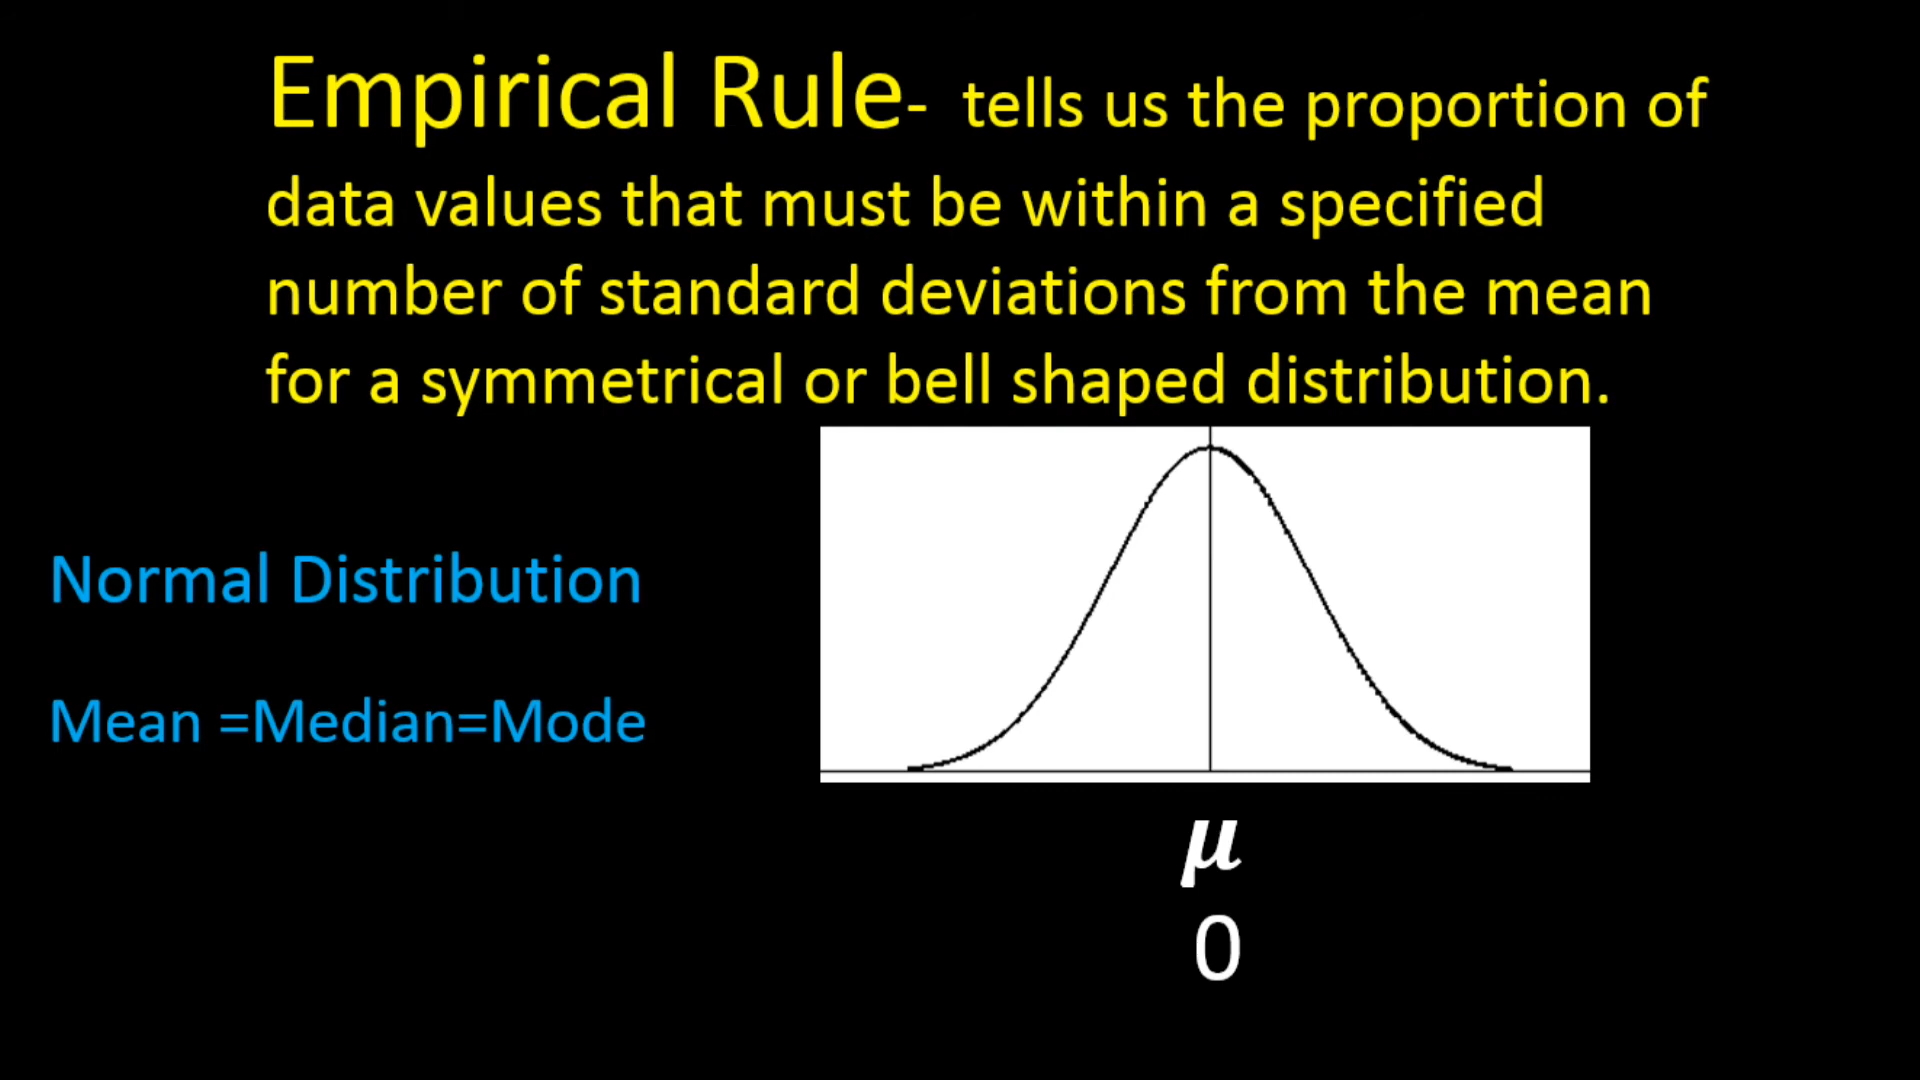 Empirical Rule- tells us the proportion of
data values that must be within a specified
number of standard deviations from the mean
for a symmetrical or bell shaped distribution.
Normal Distribution
Mean =Median=Mode
μ
0